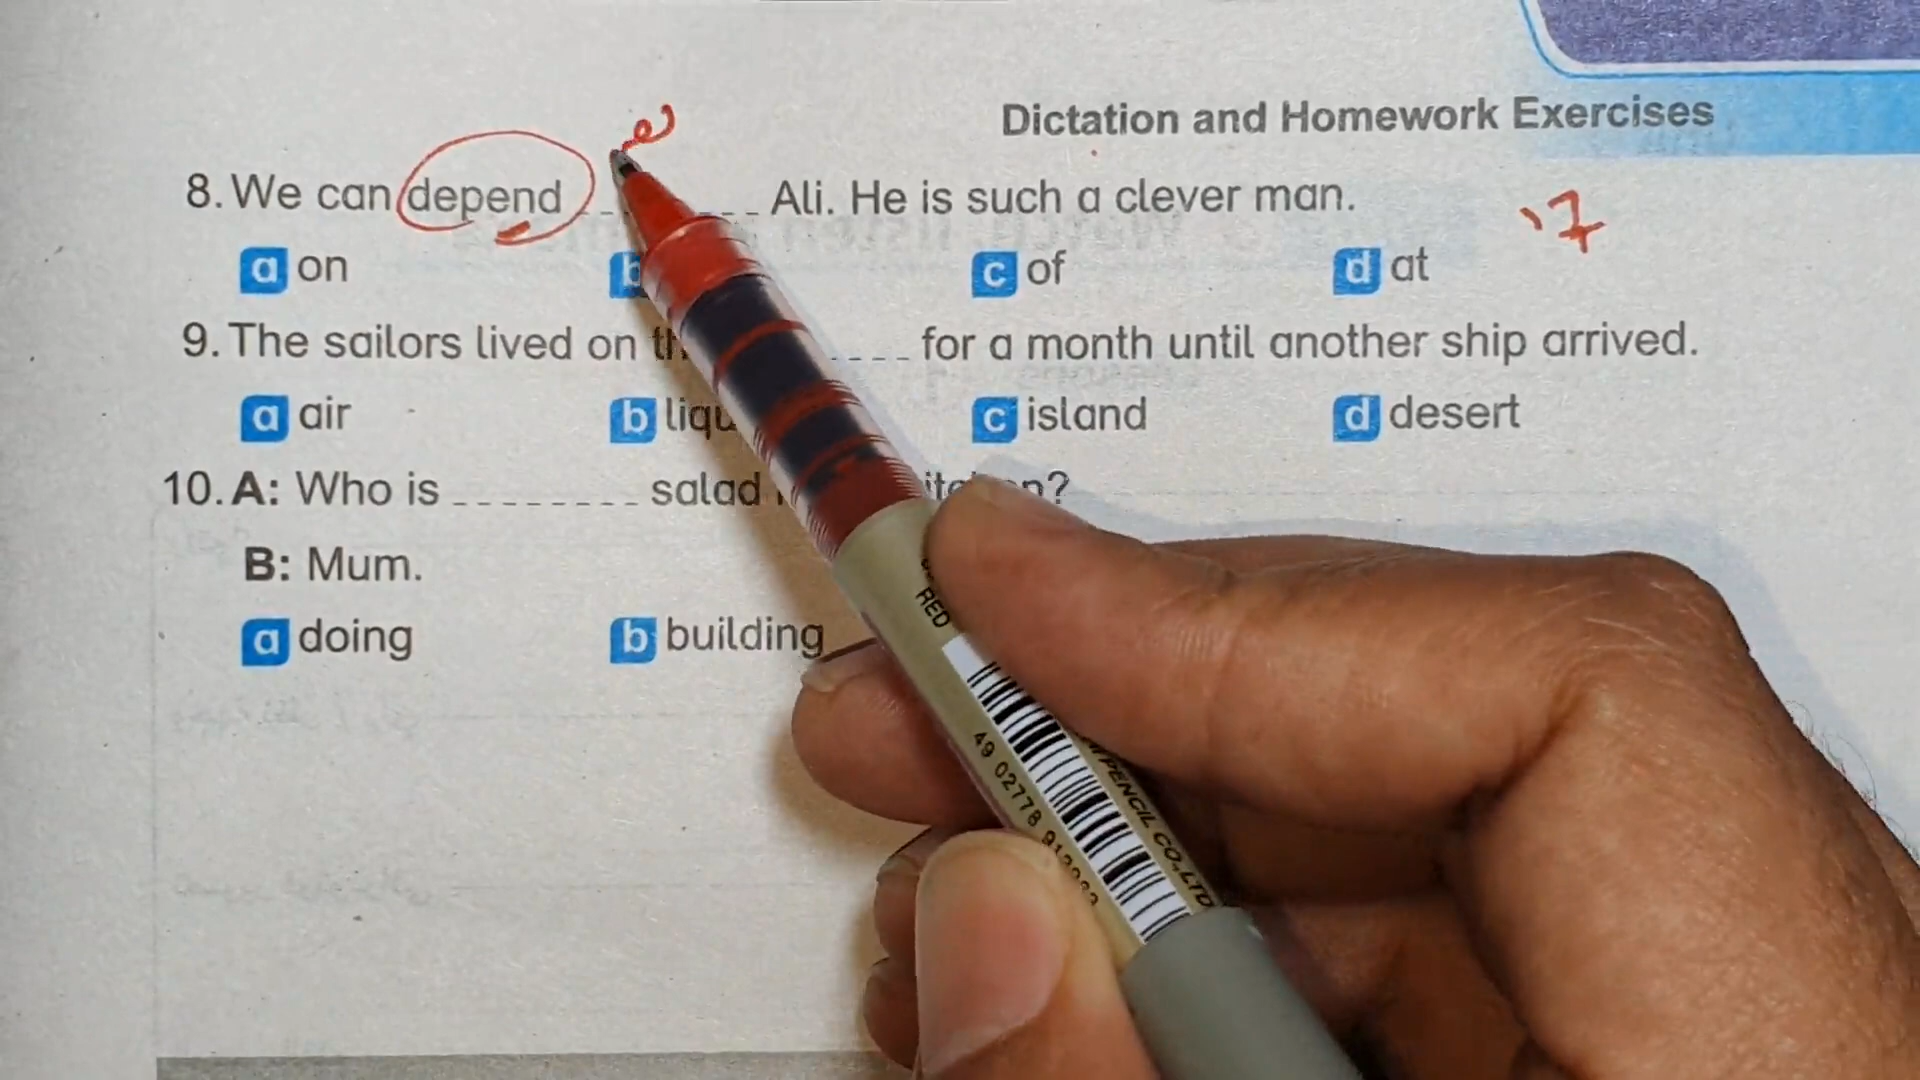 Dictation and Homework Exercises
8. We can depend ------ Ali. He is such a clever man.
a on b c of d at
9. The sailors lived on ---- for a month until another ship arrived.
a air b c island d desert
10. A: Who is -------- salad
B: Mum.
a doing b building
RED
49 02778
PENCIL CO.,LTD